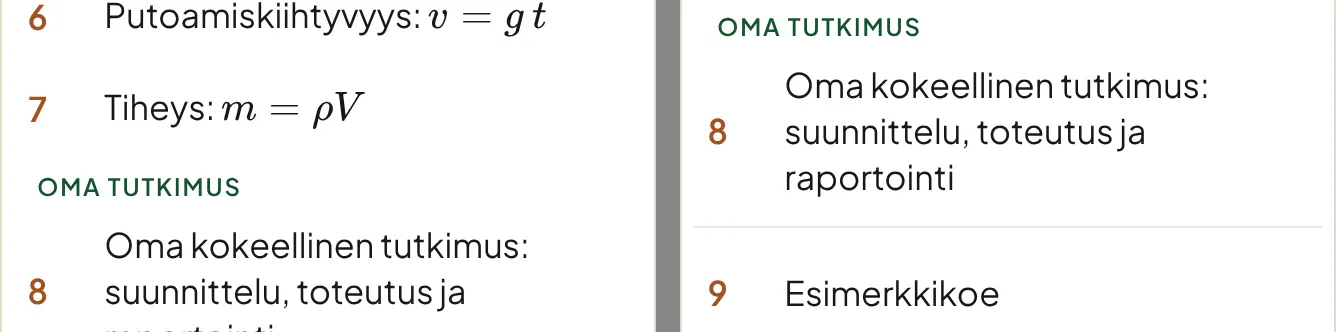 6 Putoamiskiihtyvyys: v = g t
7 Tiheys: m = ρV
OMA TUTKIMUS
Oma kokeellinen tutkimus:
8 suunnittelu, toteutus ja
OMA TUTKIMUS
Oma kokeellinen tutkimus:
8 suunnittelu, toteutus ja
raportointi
9 Esimerkkikoe